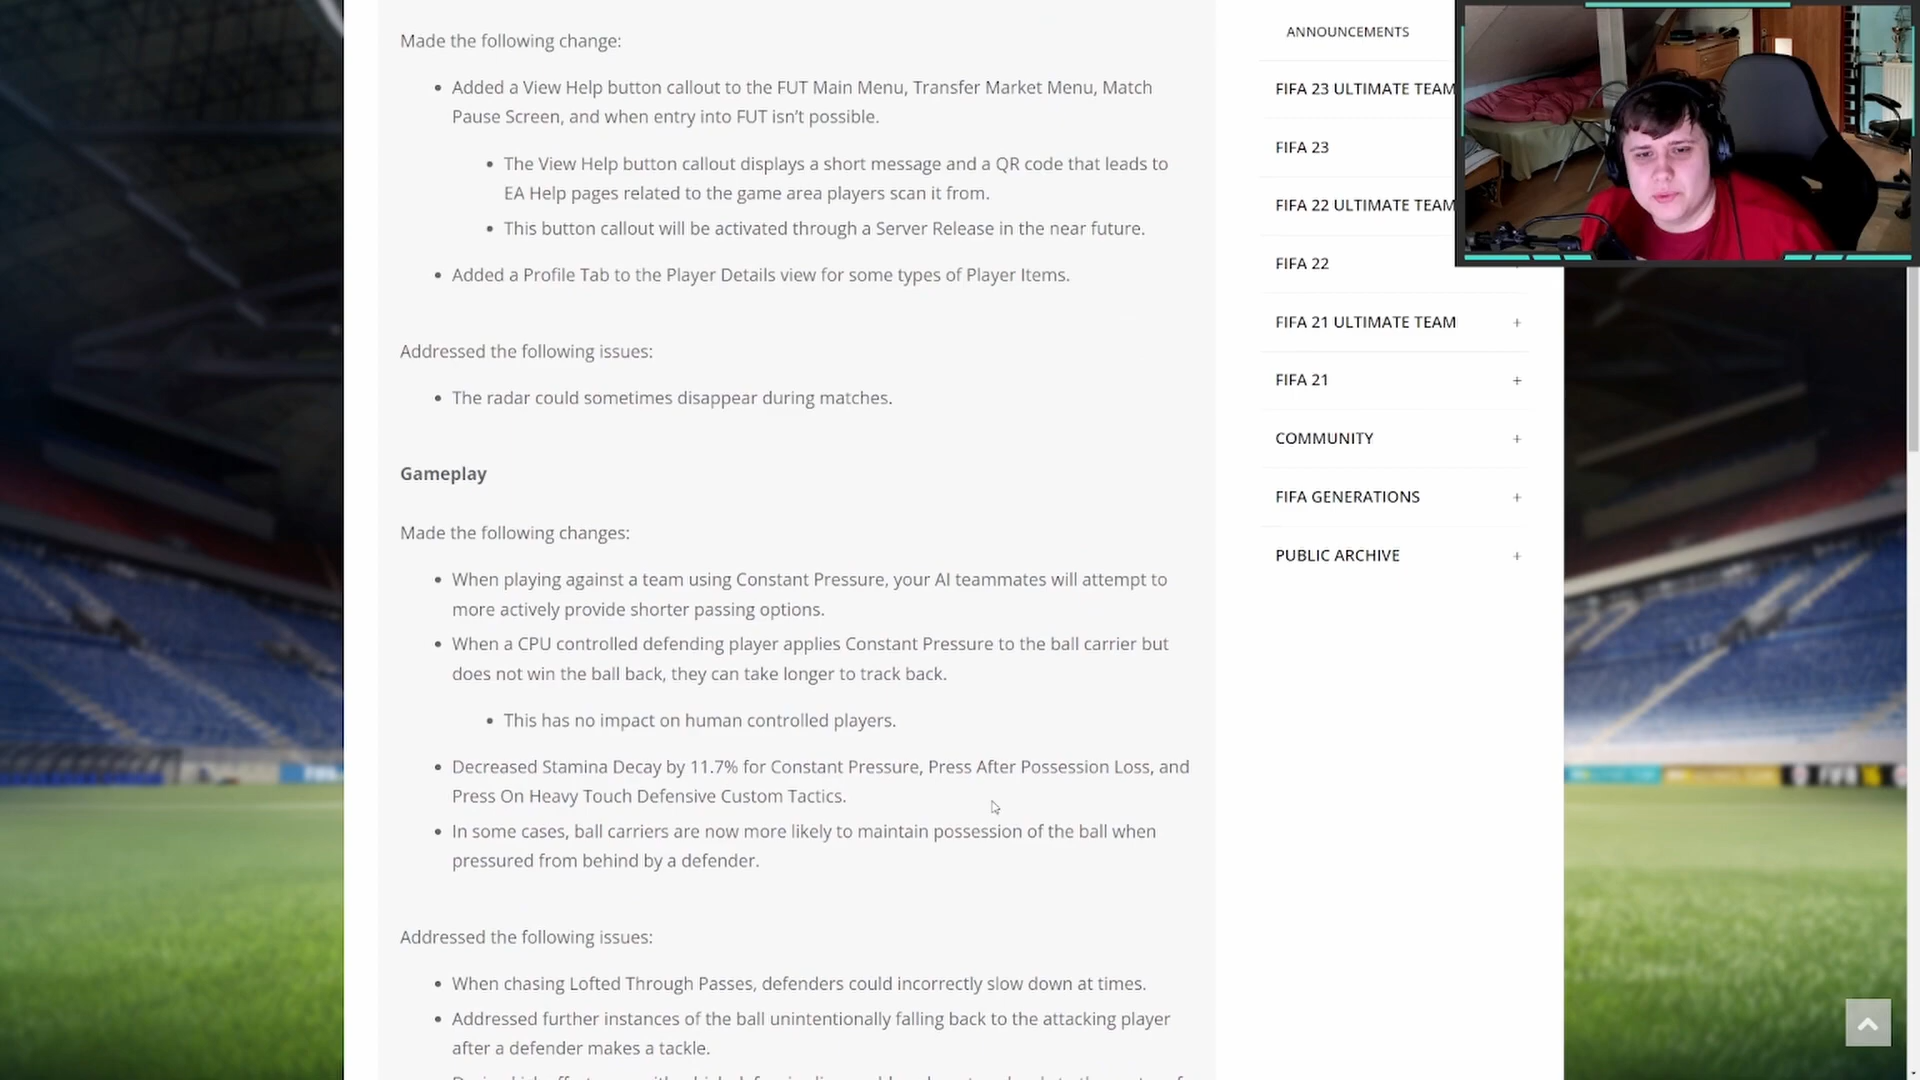 Made the following change:
• Added a View Help button callout to the FUT Main Menu, Transfer Market Menu, Match
Pause Screen, and when entry into FUT isn’t possible.
• The View Help button callout displays a short message and a QR code that leads to
EA Help pages related to the game area players scan it from.
• This button callout will be activated through a Server Release in the near future.
• Added a Profile Tab to the Player Details view for some types of Player Items.
Addressed the following issues:
• The radar could sometimes disappear during matches.
Gameplay
Made the following changes:
• When playing against a team using Constant Pressure, your AI teammates will attempt to
more actively provide shorter passing options.
• When a CPU controlled defending player applies Constant Pressure to the ball carrier but
does not win the ball back, they can take longer to track back.
• This has no impact on human controlled players.
• Decreased Stamina Decay by 11.7% for Constant Pressure, Press After Possession Loss, and
Press On Heavy Touch Defensive Custom Tactics.
• In some cases, ball carriers are now more likely to maintain possession of the ball when
pressured from behind by a defender.
Addressed the following issues:
• When chasing Lofted Through Passes, defenders could incorrectly slow down at times.
• Addressed further instances of the ball unintentionally falling back to the attacking player
after a defender makes a tackle.
ANNOUNCEMENTS
FIFA 23 ULTIMATE TEAM
FIFA 23
FIFA 22 ULTIMATE TEAM
FIFA 22
FIFA 21 ULTIMATE TEAM +
FIFA 21 +
COMMUNITY +
FIFA GENERATIONS +
PUBLIC ARCHIVE +